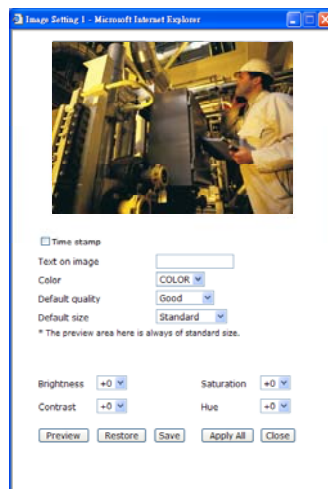 Image Setting 1 - Microsoft Internet Explorer
Time stamp
Text on image
Color COLOR
Default quality Good
Default size Standard
* The preview area here is always of standard size.
Brightness +0 Saturation +0
Contrast +0 Hue +0
Preview Restore Save Apply All Close